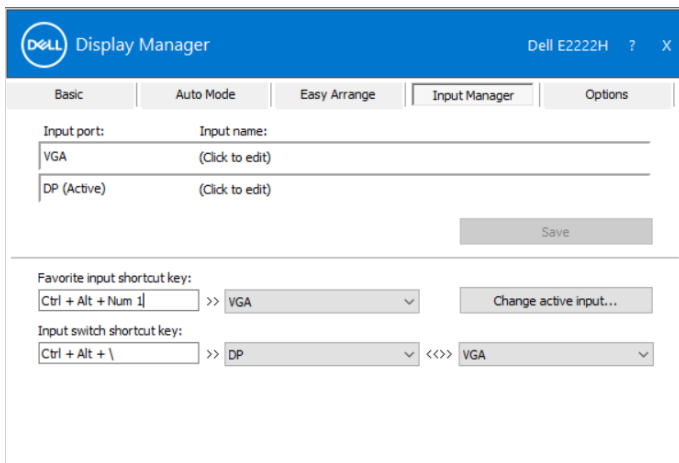 DELL Display Manager Dell E2222H ? X
Basic Auto Mode Easy Arrange Input Manager Options
Input port: Input name:
VGA (Click to edit)
DP (Active) (Click to edit)
Save
Favorite input shortcut key:
Ctrl + Alt + Num 1 >> VGA Change active input...
Input switch shortcut key:
Ctrl + Alt + \ >> DP <<>> VGA